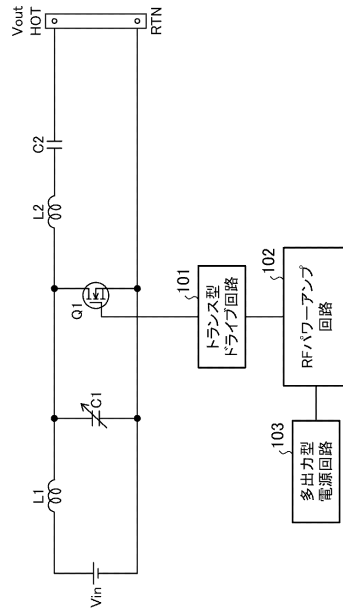 Vout
HOT
RTN
C2
L2
Q1
C1
L1
Vin
101
トランス型
ドライブ回路
102
RFパワーアンプ
回路
103
多出力型
電源回路